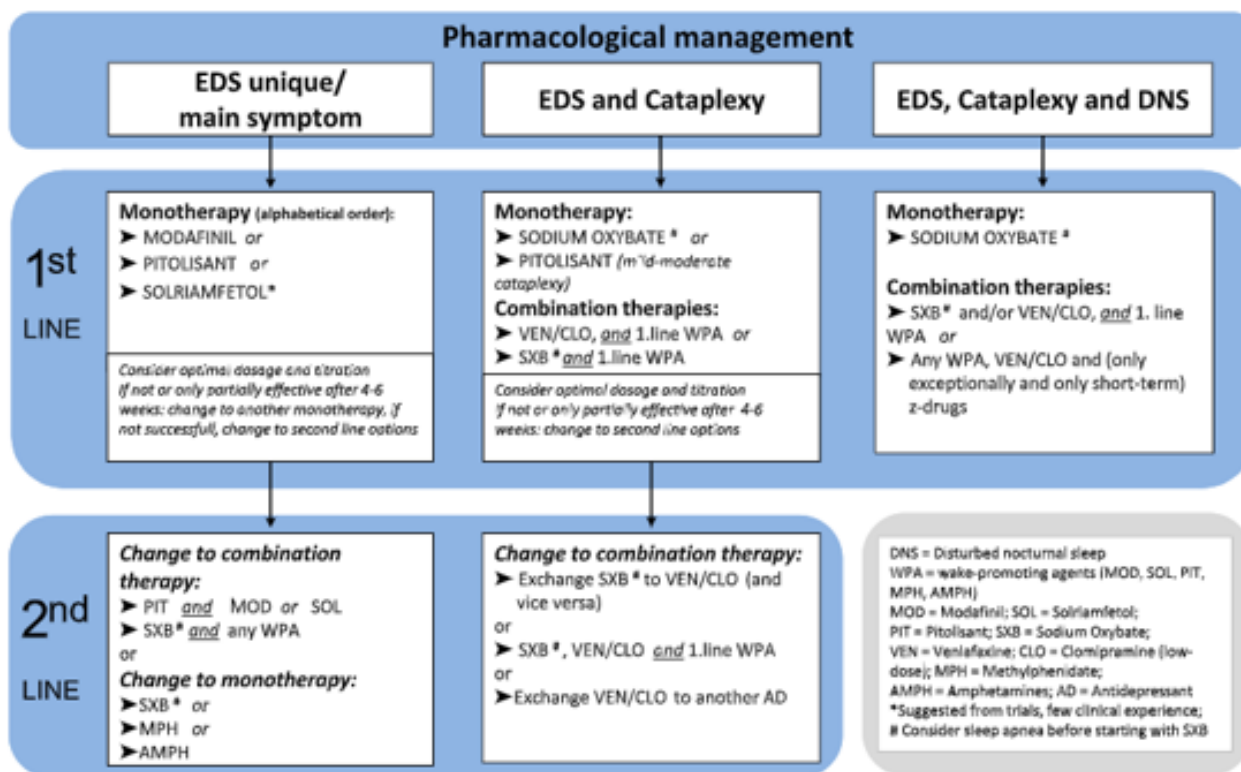 Pharmacological management
EDS unique/
main symptom
EDS and Cataplexy
EDS, Cataplexy and DNS
1st
LINE
Monotherapy (alphabetical order):
➤ MODAFINIL or
➤ PITOLISANT or
➤ SOLRIAMFETOL*
Consider optimal dosage and titration
If not or only partially effective after 4-6
weeks: change to another monotherapy, if
not successfull, change to second line options
Monotherapy:
➤ SODIUM OXYBATE # or
➤ PITOLISANT (mild-moderate
cataplexy)
Combination therapies:
➤ VEN/CLO, and 1.line WPA or
➤ SXB # and 1.line WPA
Consider optimal dosage and titration
If not or only partially effective after 4-6
weeks: change to second line options
Monotherapy:
➤ SODIUM OXYBATE #
Combination therapies:
➤ SXB # and/or VEN/CLO, and 1. line
WPA or
➤ Any WPA, VEN/CLO and (only
exceptionally and only short-term)
z-drugs
2nd
LINE
Change to combination
therapy:
➤ PIT and MOD or SOL
➤ SXB # and any WPA
or
Change to monotherapy:
➤SXB # or
➤MPH or
➤AMPH
Change to combination therapy:
➤ Exchange SXB # to VEN/CLO (and
vice versa)
or
➤ SXB #, VEN/CLO and 1.line WPA
or
➤Exchange VEN/CLO to another AD
DNS = Disturbed nocturnal sleep
WPA = wake-promoting agents (MOD, SOL, PIT,
MPH, AMPH)
MOD = Modafinil; SOL = Solriamfetol;
PIT = Pitolisant; SXB = Sodium Oxybate;
VEN = Venlafaxine; CLO = Clomipramine (low-
dose); MPH = Methylphenidate;
AMPH = Amphetamines; AD = Antidepressant
*Suggested from trials, few clinical experience;
# Consider sleep apnea before starting with SXB